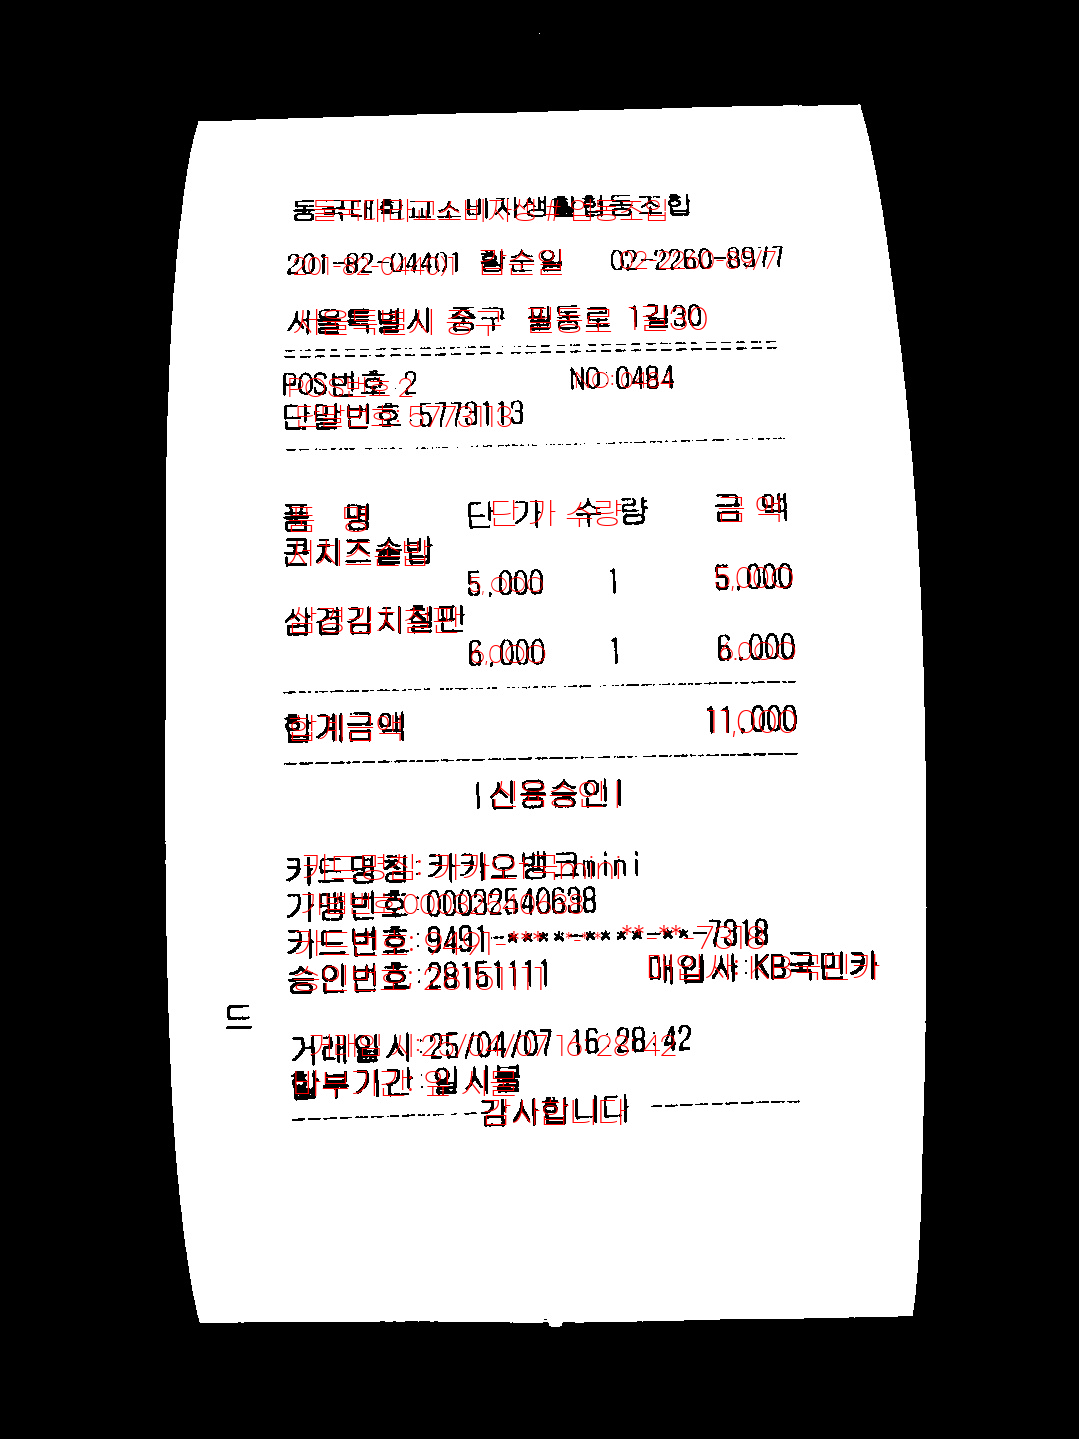 동국대학교소비자생활협동조합
201-82-04401 황순일 02-2260-8977
서울특별시 중구 필동로 1길30
POS번호:2 NO:0484
단말번호:5773113
품 명 단 가 수 량 금 액
콘치즈솥밥
5,000 1 5,000
삼겹김치철판
6,000 1 6,000
합계금액 11,000
[신용승인]
카드명칭:카카오뱅크mini
가맹번호:00082540638
카드번호:9491-****-****-7318
승인번호:28151111 매입사:KB국민카
드
거래일시:25/04/07 16:28:42
할부기간:일시불
감사합니다